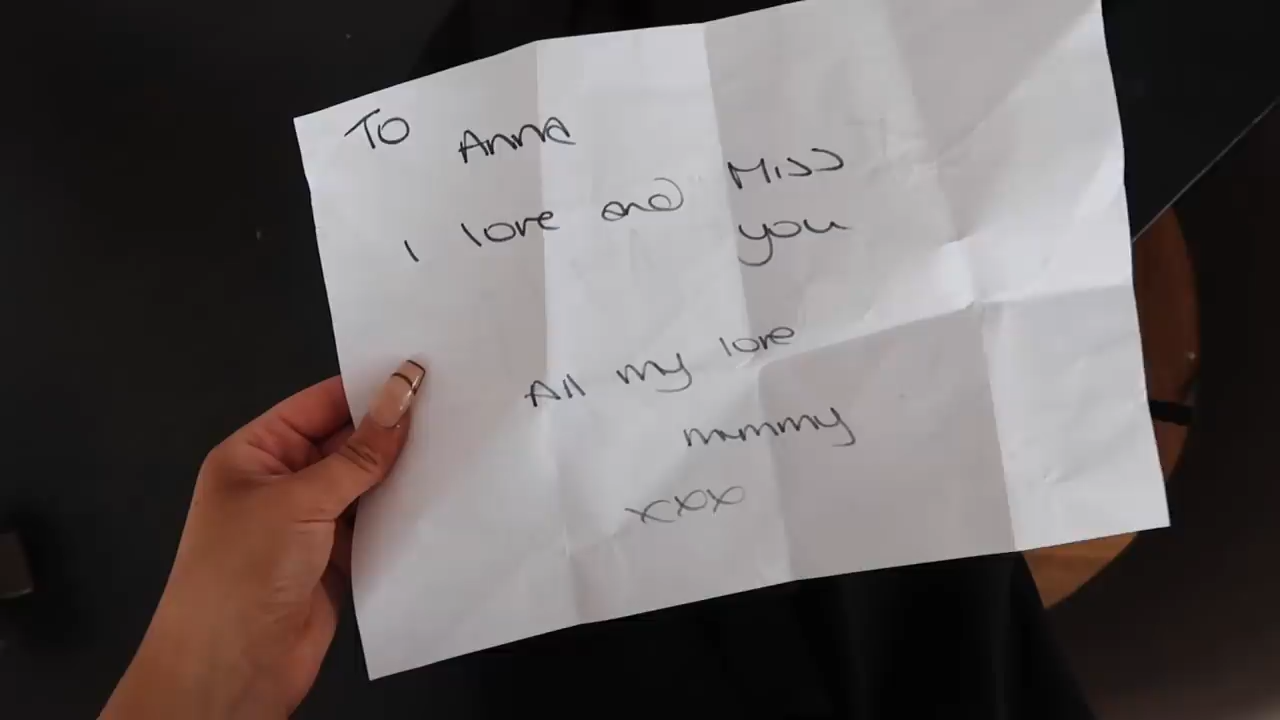 To Anna
I love and Miss
you
All my love
mummy
xxx